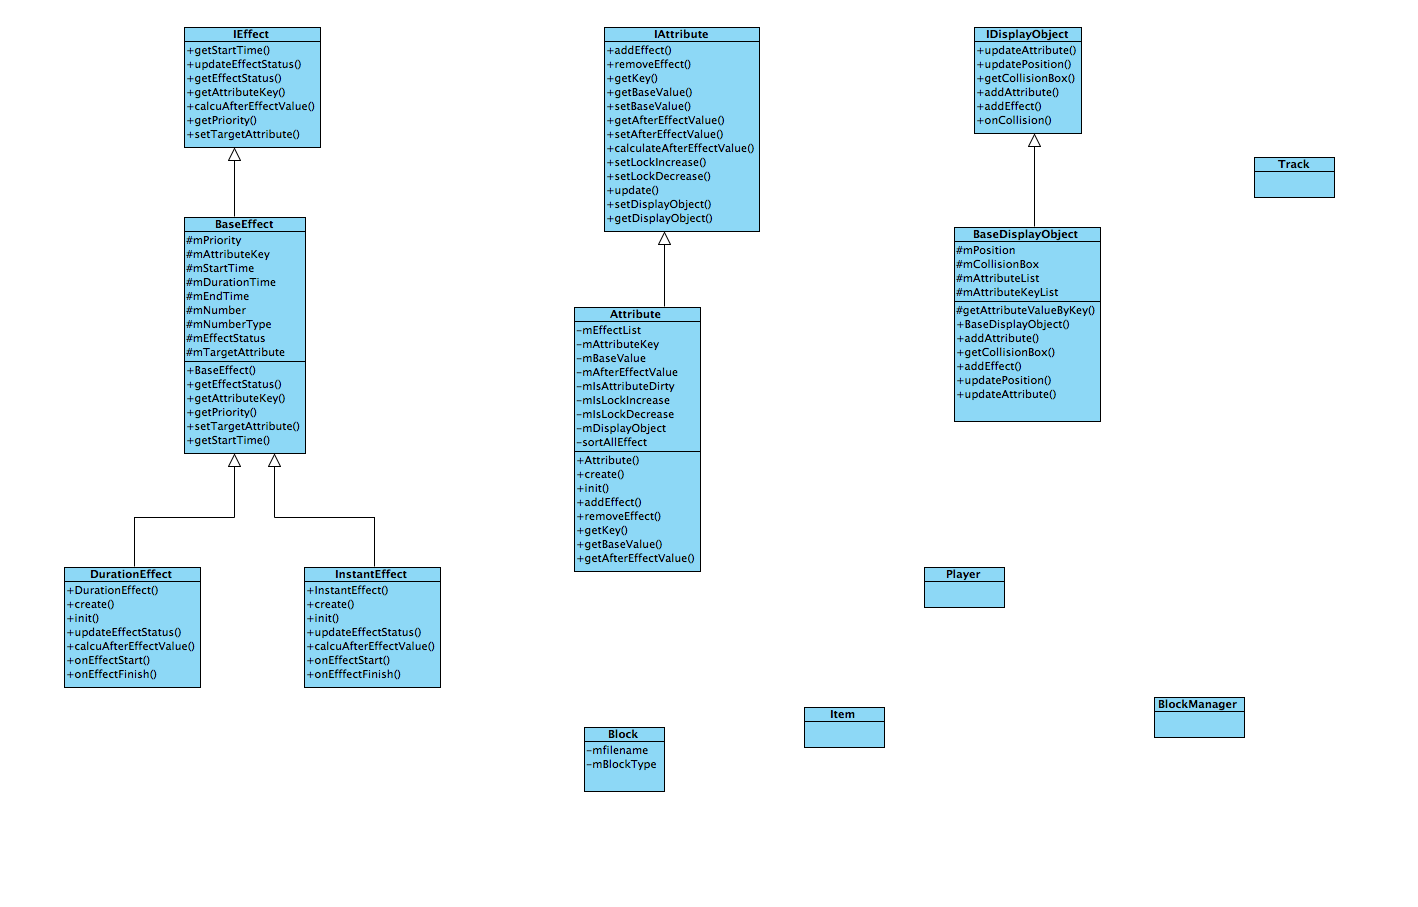 IEffect
+getStartTime()
+updateEffectStatus()
+getEffectStatus()
+getAttributeKey()
+calcuAfterEffectValue()
+getPriority()
+setTargetAttribute()
BaseEffect
#mPriority
#mAttributeKey
#mStartTime
#mDurationTime
#mEndTime
#mNumber
#mNumberType
#mEffectStatus
#mTargetAttribute
+BaseEffect()
+getEffectStatus()
+getAttributeKey()
+getPriority()
+setTargetAttribute()
+getStartTime()
DurationEffect
+DurationEffect()
+create()
+init()
+updateEffectStatus()
+calcuAfterEffectValue()
+onEffectStart()
+onEffectFinish()
InstantEffect
+InstantEffect()
+create()
+init()
+updateEffectStatus()
+calcuAfterEffectValue()
+onEffectStart()
+onEfffectFinish()
IAttribute
+addEffect()
+removeEffect()
+getKey()
+getBaseValue()
+setBaseValue()
+getAfterEffectValue()
+setAfterEffectValue()
+calculateAfterEffectValue()
+setLockIncrease()
+setLockDecrease()
+update()
+setDisplayObject()
+getDisplayObject()
Attribute
-mEffectList
-mAttributeKey
-mBaseValue
-mAfterEffectValue
-mIsAttributeDirty
-mIsLockIncrease
-mIsLockDecrease
-mDisplayObject
-sortAllEffect
+Attribute()
+create()
+init()
+addEffect()
+removeEffect()
+getKey()
+getBaseValue()
+getAfterEffectValue()
IDisplayObject
+updateAttribute()
+updatePosition()
+getCollisionBox()
+addAttribute()
+addEffect()
+onCollision()
BaseDisplayObject
#mPosition
#mCollisionBox
#mAttributeList
#mAttributeKeyList
#getAttributeValueByKey()
+BaseDisplayObject()
+addAttribute()
+getCollisionBox()
+addEffect()
+updatePosition()
+updateAttribute()
Track
Player
Item
BlockManager
Block
-mfilename
-mBlockType